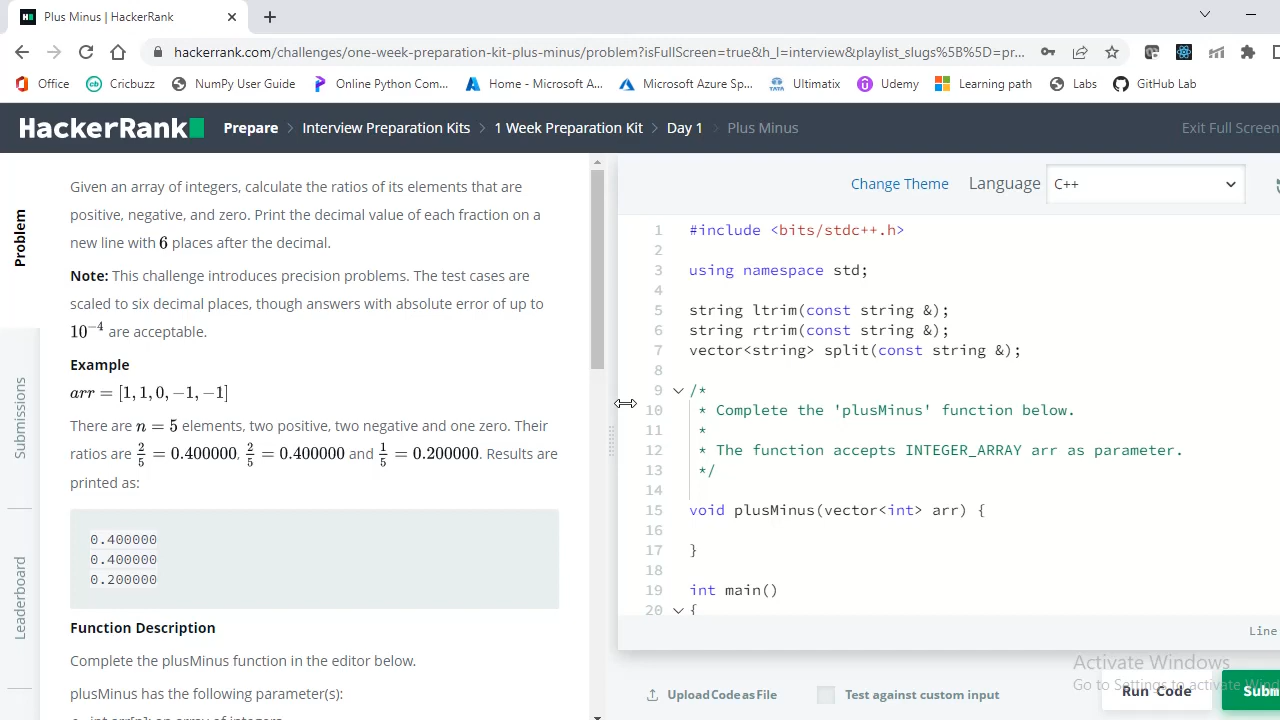 Plus Minus | HackerRank
hackerrank.com/challenges/one-week-preparation-kit-plus-minus/problem?isFullScreen=true&h_l=interview&playlist_slugs%5B%5D=pr...
Office Cricbuzz NumPy User Guide Online Python Com... Home - Microsoft A... Microsoft Azure Sp... Ultimatix Udemy Learning path Labs GitHub Lab
HackerRank Prepare > Interview Preparation Kits > 1 Week Preparation Kit > Day 1 > Plus Minus Exit Full Screen
Problem
Submissions
Leaderboard
Given an array of integers, calculate the ratios of its elements that are
positive, negative, and zero. Print the decimal value of each fraction on a
new line with 6 places after the decimal.
Note: This challenge introduces precision problems. The test cases are
scaled to six decimal places, though answers with absolute error of up to
10⁻⁴ are acceptable.
Example
arr = [1, 1, 0, −1, −1]
There are n = 5 elements, two positive, two negative and one zero. Their
ratios are 2/5 = 0.400000, 2/5 = 0.400000 and 1/5 = 0.200000. Results are
printed as:
0.400000
0.400000
0.200000
Function Description
Complete the plusMinus function in the editor below.
plusMinus has the following parameter(s):
int arr[n]: an array of integers
Change Theme Language C++
1 #include <bits/stdc++.h>
2
3 using namespace std;
4
5 string ltrim(const string &);
6 string rtrim(const string &);
7 vector<string> split(const string &);
8
9 /*
10 * Complete the 'plusMinus' function below.
11 *
12 * The function accepts INTEGER_ARRAY arr as parameter.
13 */
14
15 void plusMinus(vector<int> arr) {
16
17 }
18
19 int main()
20 {
Line
Activate Windows
Go to Settings to activate Wind
Upload Code as File Test against custom input Run Code Subm